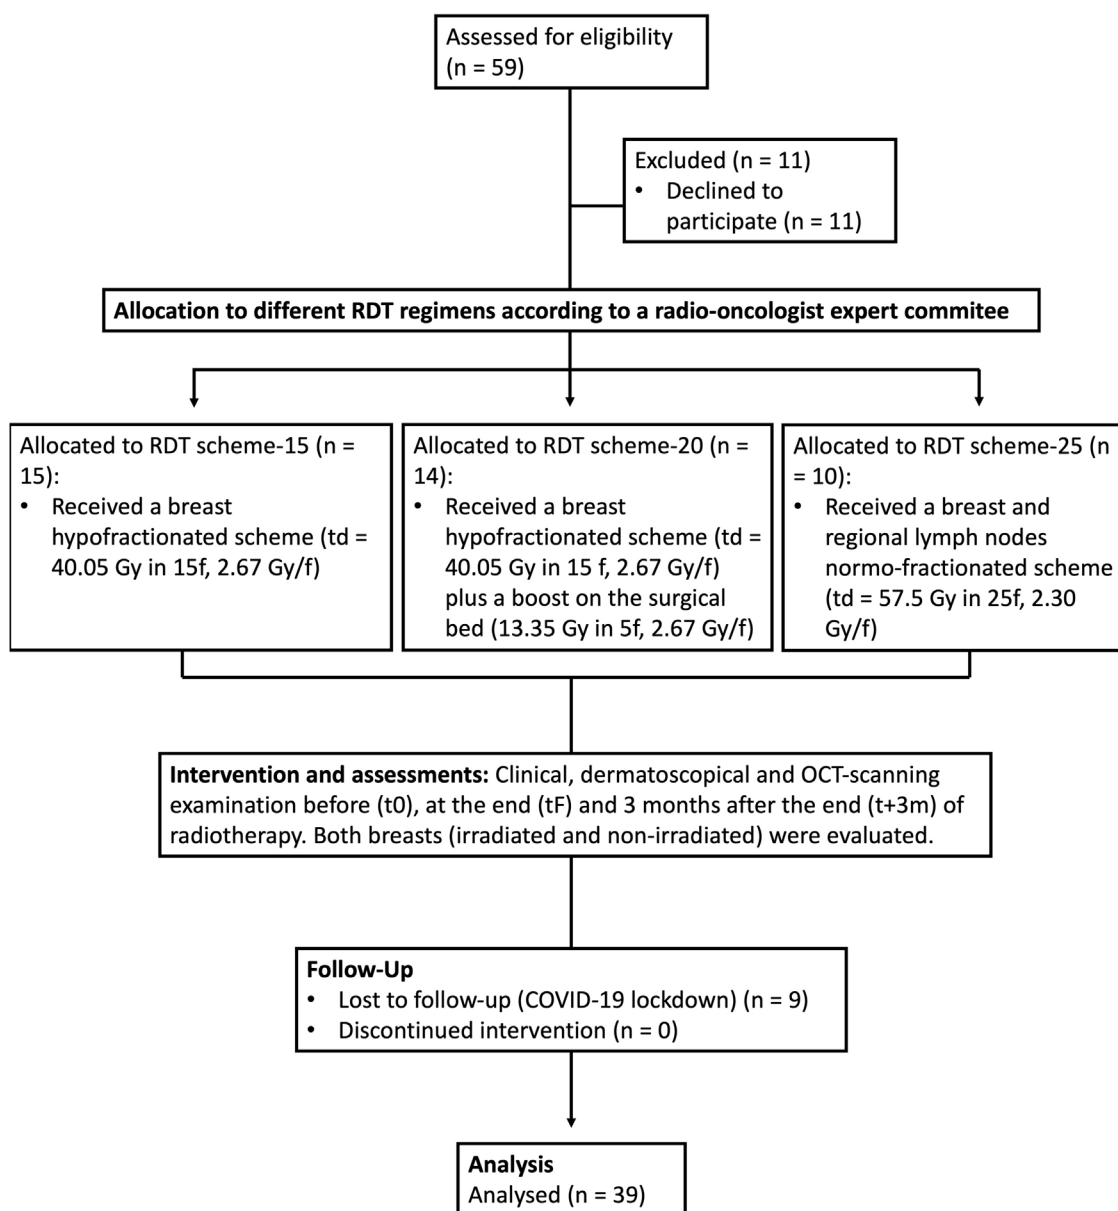 Assessed for eligibility
(n = 59)
Excluded (n = 11)
• Declined to
participate (n = 11)
Allocation to different RDT regimens according to a radio-oncologist expert commitee
Allocated to RDT scheme-15 (n =
15):
• Received a breast
hypofractionated scheme (td =
40.05 Gy in 15f, 2.67 Gy/f)
Allocated to RDT scheme-20 (n =
14):
• Received a breast
hypofractionated scheme (td =
40.05 Gy in 15 f, 2.67 Gy/f)
plus a boost on the surgical
bed (13.35 Gy in 5f, 2.67 Gy/f)
Allocated to RDT scheme-25 (n
= 10):
• Received a breast and
regional lymph nodes
normo-fractionated scheme
(td = 57.5 Gy in 25f, 2.30
Gy/f)
Intervention and assessments: Clinical, dermatoscopical and OCT-scanning
examination before (t0), at the end (tF) and 3 months after the end (t+3m) of
radiotherapy. Both breasts (irradiated and non-irradiated) were evaluated.
Follow-Up
• Lost to follow-up (COVID-19 lockdown) (n = 9)
• Discontinued intervention (n = 0)
Analysis
Analysed (n = 39)